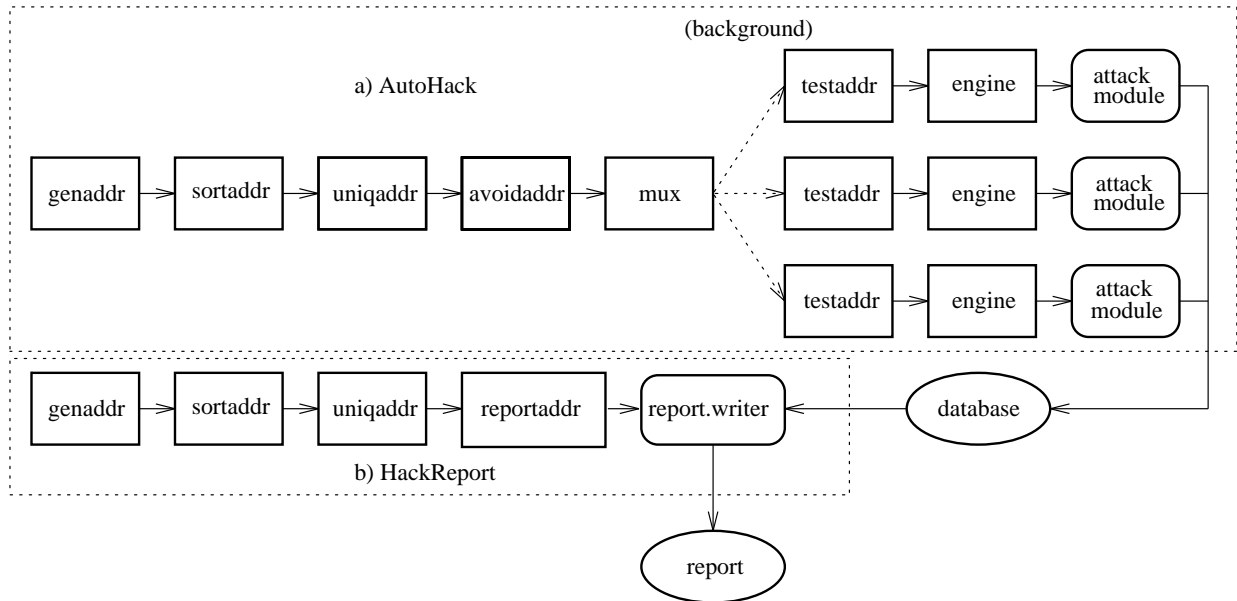 (background)
a) AutoHack
testaddr
engine
attack
module
genaddr
sortaddr
uniqaddr
avoidaddr
mux
testaddr
engine
attack
module
testaddr
engine
attack
module
genaddr
sortaddr
uniqaddr
reportaddr
report.writer
database
b) HackReport
report